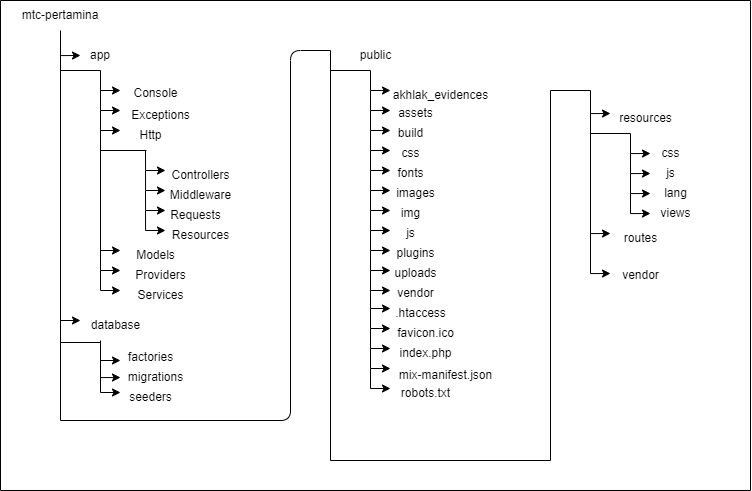 mtc-pertamina
app
Console
Exceptions
Http
Controllers
Middleware
Requests
Resources
Models
Providers
Services
database
factories
migrations
seeders
public
akhlak_evidences
assets
build
css
fonts
images
img
js
plugins
uploads
vendor
.htaccess
favicon.ico
index.php
mix-manifest.json
robots.txt
resources
css
js
lang
views
routes
vendor